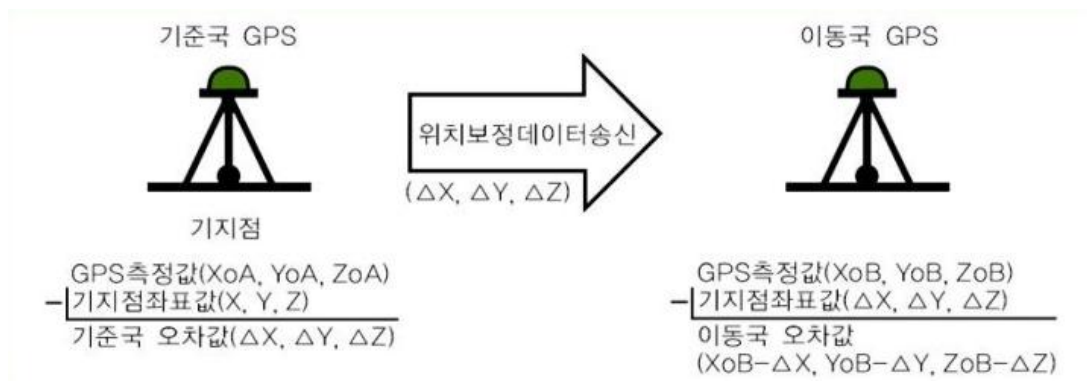 기준국 GPS
이동국 GPS
위치보정데이터송신
(△X, △Y, △Z)
기지점
GPS측정값(XoA, YoA, ZoA)
-기지점좌표값(X, Y, Z)
기준국 오차값(△X, △Y, △Z)
GPS측정값(XoB, YoB, ZoB)
-기지점좌표값(△X, △Y, △Z)
이동국 오차값
(XoB-△X, YoB-△Y, ZoB-△Z)